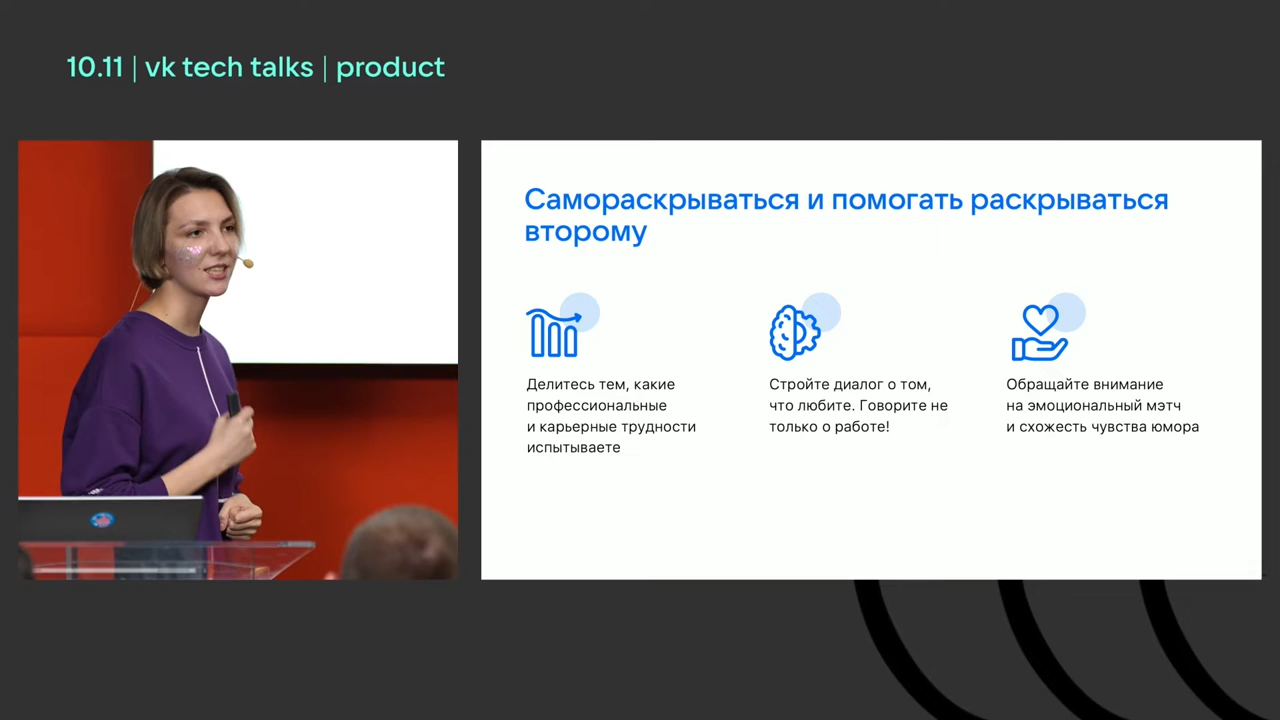 10.11 | vk tech talks | product
Самораскрываться и помогать раскрываться
второму
Делитесь тем, какие
профессиональные
и карьерные трудности
испытываете
Стройте диалог о том,
что любите. Говорите не
только о работе!
Обращайте внимание
на эмоциональный мэтч
и схожесть чувства юмора